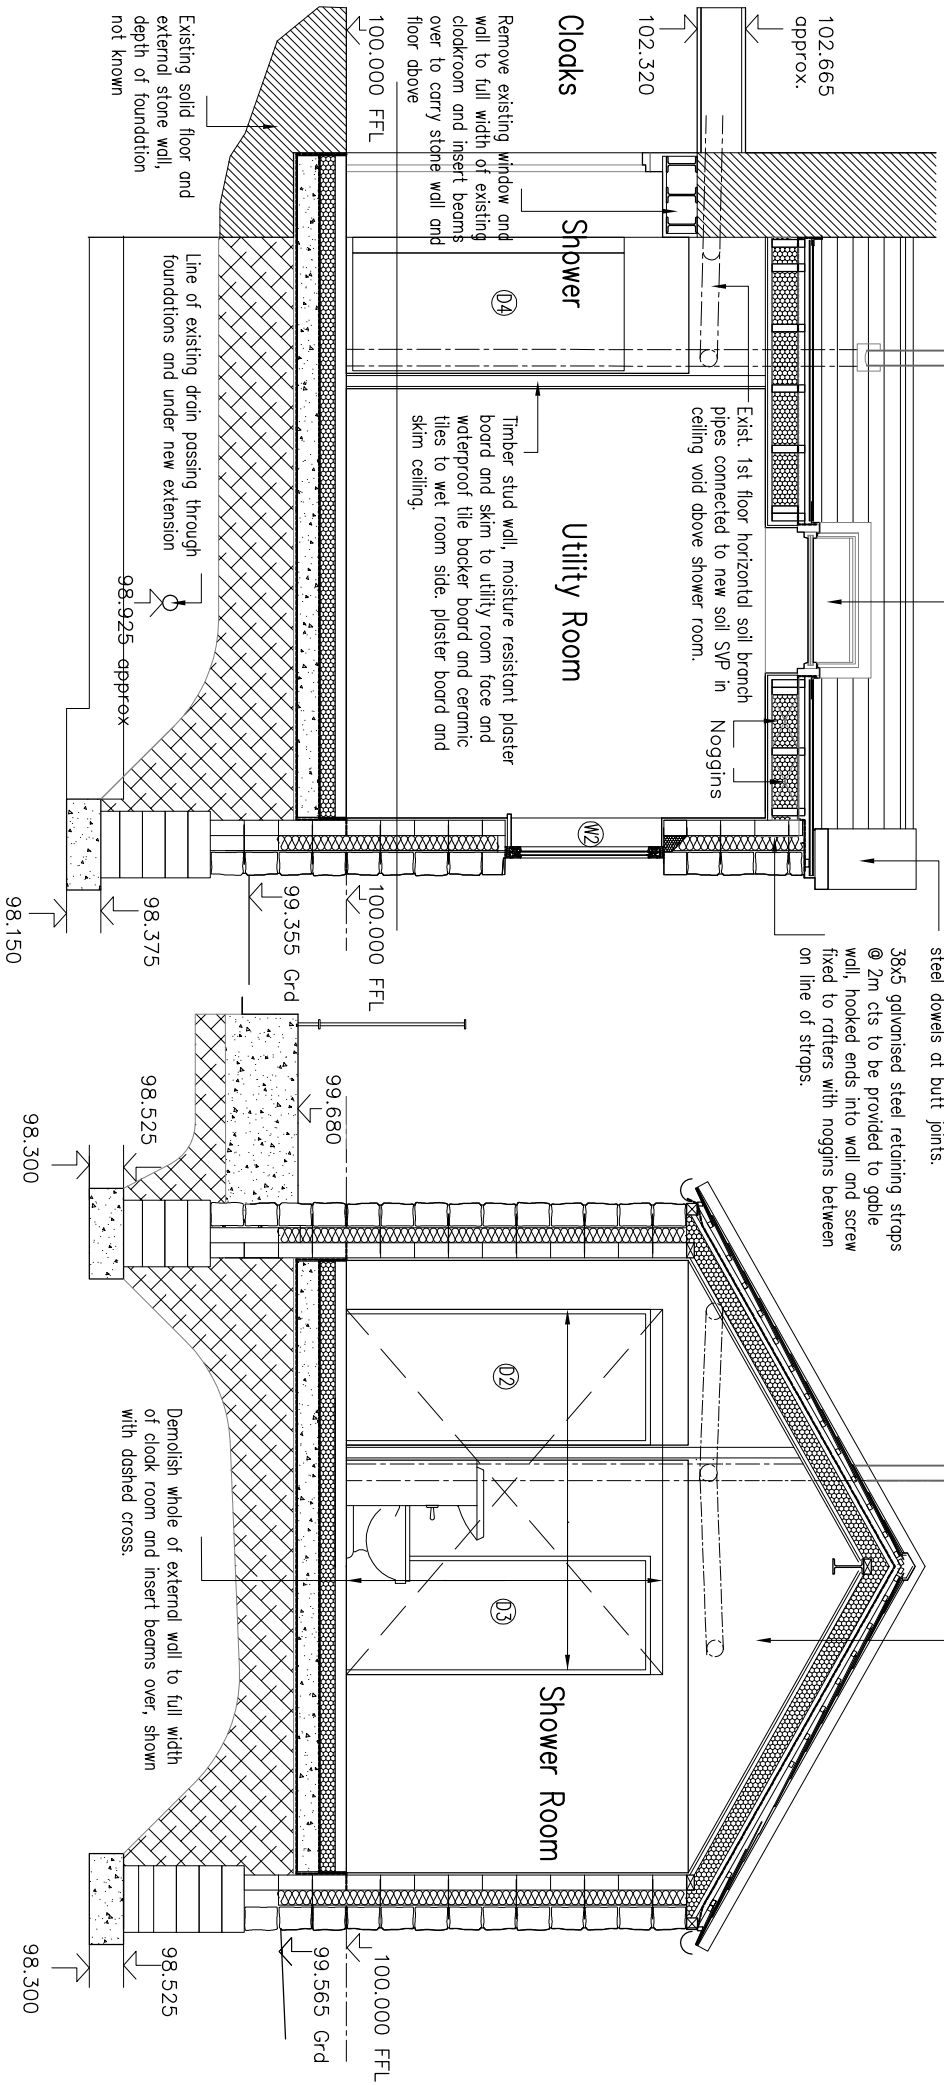 102.665
approx.
102.320
Cloaks
Remove existing window and
wall to full width of existing
cloakroom and insert beams
over to carry stone wall and
floor above
100.000 FFL
Existing solid floor and
external stone wall,
depth of foundation
not known
Shower
D4
Line of existing drain passing through
foundations and under new extension
98.925 approx
Exist. 1st floor horizontal soil branch
pipes connected to new soil SVP in
ceiling void above shower room.
Noggins
Utility Room
Timber stud wall, moisture resistant plaster
board and skim to utility room face and
waterproof tile backer board and ceramic
tiles to wet room side. plaster board and
skim ceiling.
W2
steel dowels at butt joints.
38x5 galvanised steel retaining straps
@ 2m cts to be provided to gable
wall, hooked ends into wall and screw
fixed to rafters with noggins between
on line of straps.
100.000 FFL
99.355 Grd
98.375
98.150
99.680
98.525
98.300
D2
D3
Shower Room
Demolish whole of external wall to full width
of cloak room and insert beams over, shown
with dashed cross.
100.000 FFL
99.565 Grd
98.525
98.300